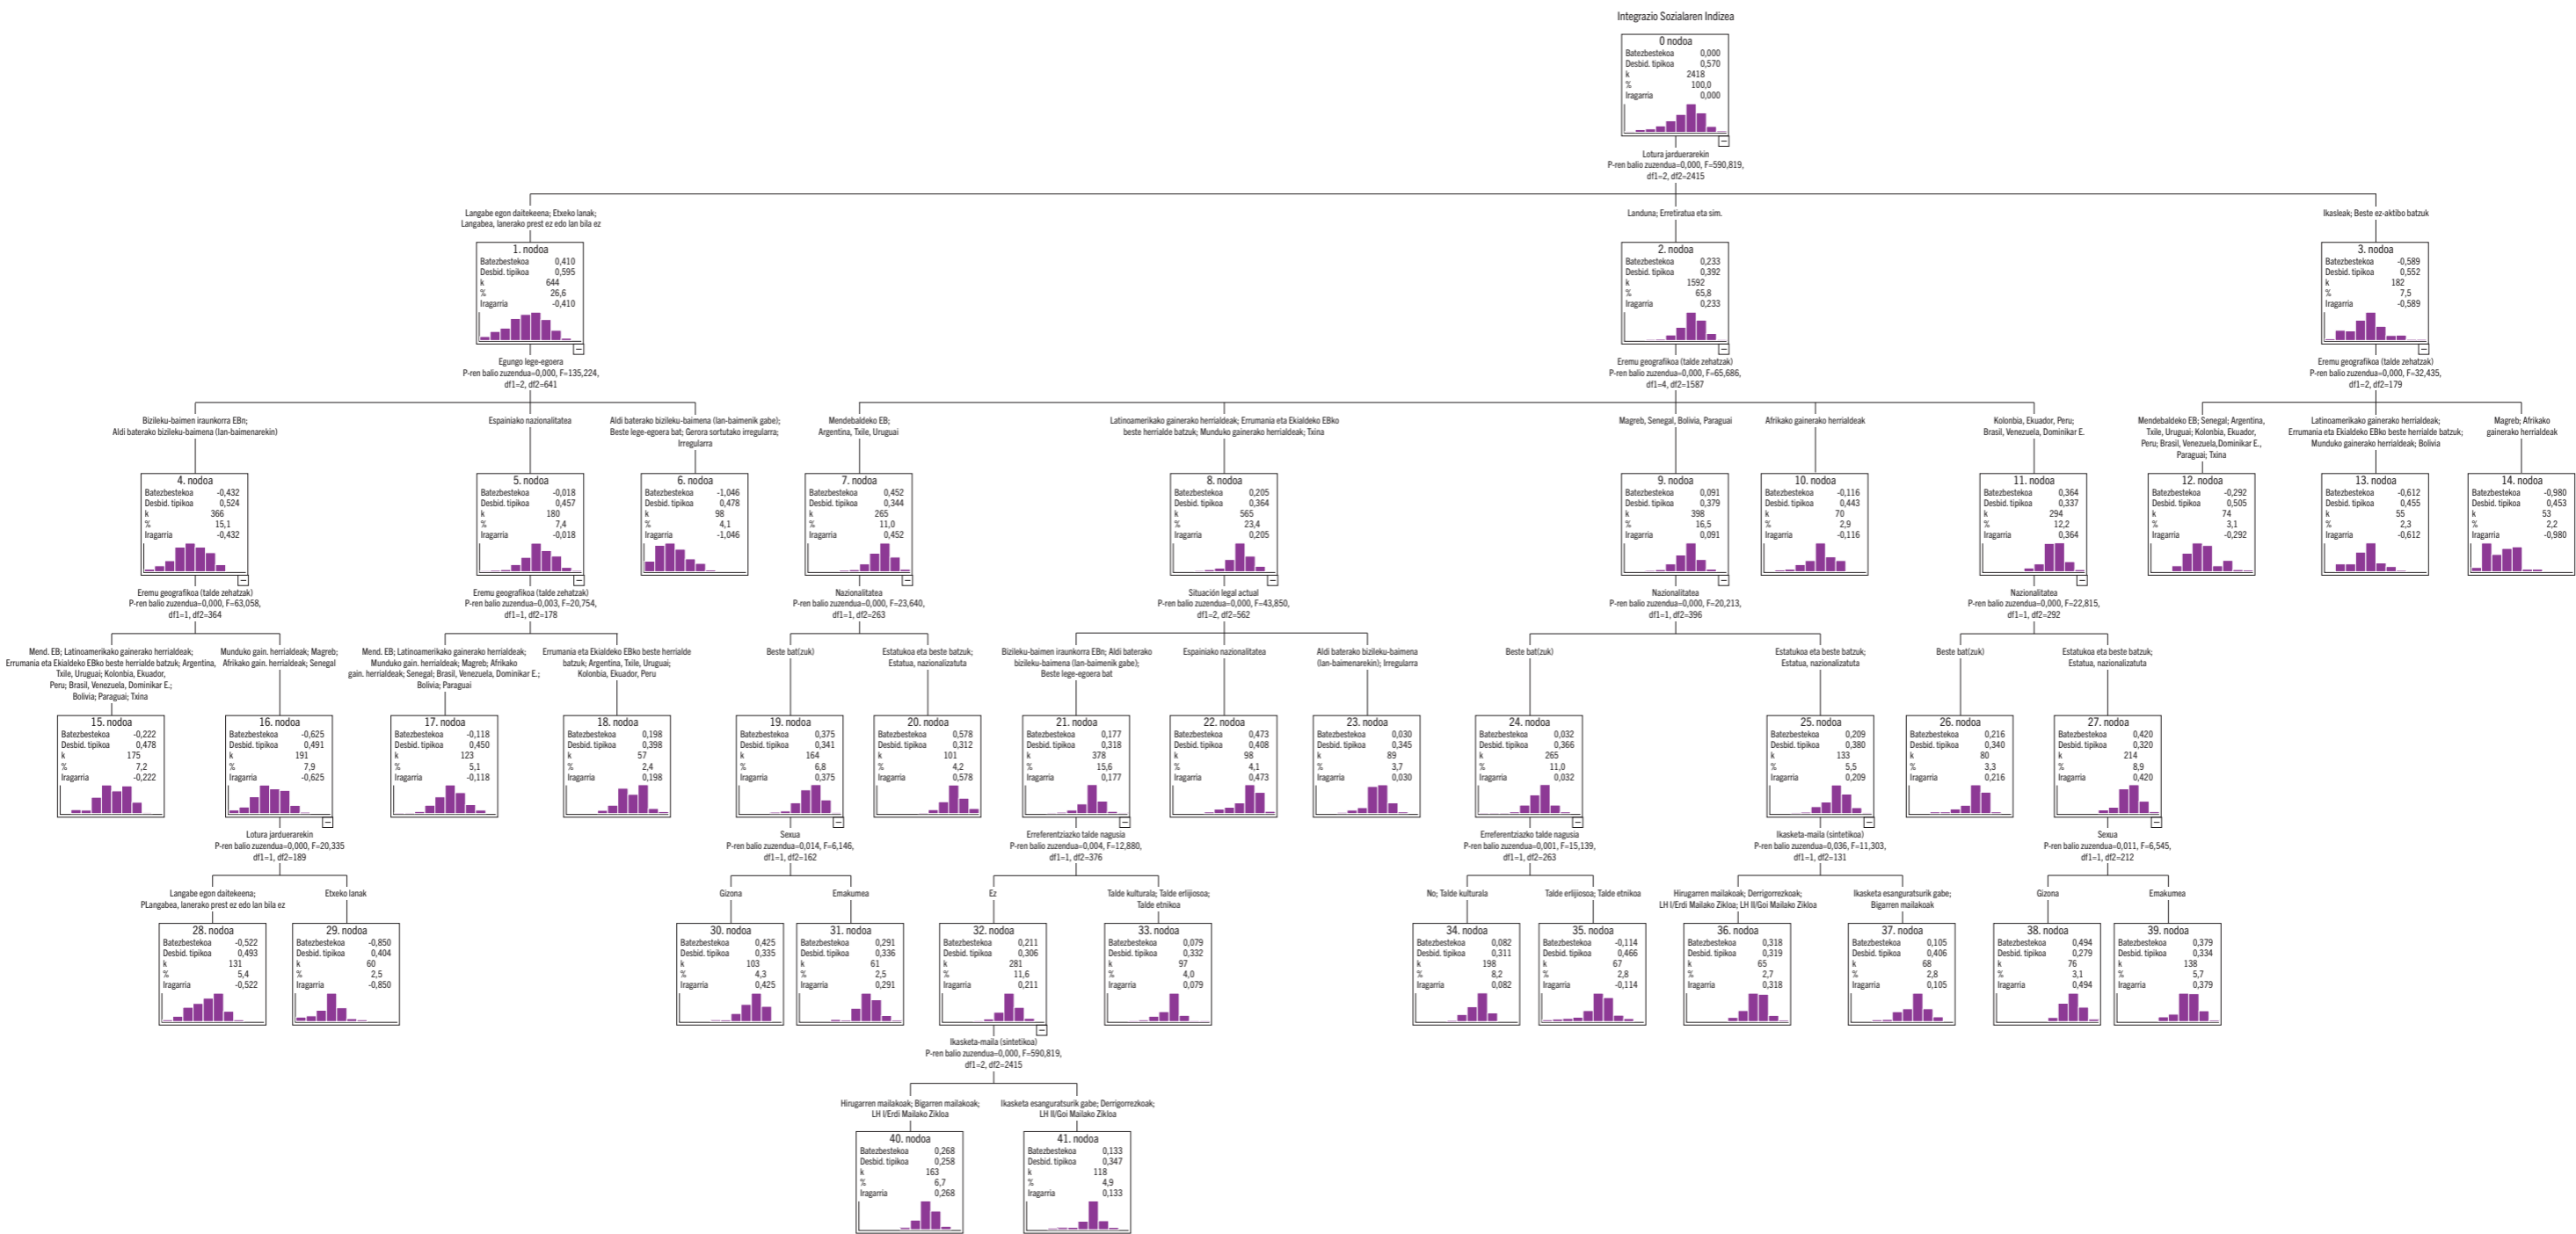 Integrazio Sozialaren Indizea
0 nodoa
Batezbestekoa 0,000
Desbid. tipikoa 0,570
k 2418
% 100,0
Iragarria 0,000
Lotura jarduerarekin
P-ren balio zuzendua=0,000, F=590,819,
df1=2, df2=2415
Langabe egon daitekeena; Etxeko lanak;
Langabea, lanerako prest ez edo lan bila ez
1. nodoa
Batezbestekoa 0,410
Desbid. tipikoa 0,595
k 644
% 26,6
Iragarria -0,410
Egungo lege-egoera
P-ren balio zuzendua=0,000, F=135,224,
df1=2, df2=641
Landuna; Erretiratua eta sim.
2. nodoa
Batezbestekoa 0,233
Desbid. tipikoa 0,392
k 1592
% 65,8
Iragarria 0,233
Eremu geografikoa (talde zehatzak)
P-ren balio zuzendua=0,000, F=65,686,
df1=4, df2=1587
Ikasleak; Beste ez-aktibo batzuk
3. nodoa
Batezbestekoa -0,589
Desbid. tipikoa 0,552
k 182
% 7,5
Iragarria -0,589
Eremu geografikoa (talde zehatzak)
P-ren balio zuzendua=0,000, F=32,435,
df1=2, df2=179
Bizileku-baimen iraunkorra EBn;
Aldi baterako bizileku-baimena (lan-baimenarekin)
4. nodoa
Batezbestekoa -0,432
Desbid. tipikoa 0,524
k 366
% 15,1
Iragarria -0,432
Eremu geografikoa (talde zehatzak)
P-ren balio zuzendua=0,000, F=63,058,
df1=1, df2=364
Espainiako nazionalitatea
5. nodoa
Batezbestekoa -0,018
Desbid. tipikoa 0,457
k 180
% 7,4
Iragarria -0,018
Eremu geografikoa (talde zehatzak)
P-ren balio zuzendua=0,003, F=20,754,
df1=1, df2=178
Aldi baterako bizileku-baimena (lan-baimenik gabe);
Beste lege-egoera bat; Gerora sortutako irregularra;
Irregularra
6. nodoa
Batezbestekoa -1,046
Desbid. tipikoa 0,478
k 98
% 4,1
Iragarria -1,046
Mendebaldeko EB;
Argentina, Txile, Uruguai
7. nodoa
Batezbestekoa 0,452
Desbid. tipikoa 0,344
k 265
% 11,0
Iragarria 0,452
Nazionalitatea
P-ren balio zuzendua=0,000, F=23,640,
df1=1, df2=263
Latinoamerikako gainerako herrialdeak; Errumania eta Ekialdeko EBko
beste herrialde batzuk; Munduko gainerako herrialdeak; Txina
8. nodoa
Batezbestekoa 0,205
Desbid. tipikoa 0,364
k 565
% 23,4
Iragarria 0,205
Situación legal actual
P-ren balio zuzendua=0,000, F=43,850,
df1=2, df2=562
Magreb, Senegal, Bolivia, Paraguai
9. nodoa
Batezbestekoa 0,091
Desbid. tipikoa 0,379
k 398
% 16,5
Iragarria 0,091
Nazionalitatea
P-ren balio zuzendua=0,000, F=20,213,
df1=1, df2=396
Afrikako gainerako herrialdeak
10. nodoa
Batezbestekoa -0,116
Desbid. tipikoa 0,443
k 70
% 2,9
Iragarria -0,116
Kolonbia, Ekuador, Peru;
Brasil, Venezuela, Dominikar E.
11. nodoa
Batezbestekoa 0,364
Desbid. tipikoa 0,337
k 294
% 12,2
Iragarria 0,364
Nazionalitatea
P-ren balio zuzendua=0,000, F=22,815,
df1=1, df2=292
Mendebaldeko EB; Senegal; Argentina,
Txile, Uruguai; Kolonbia, Ekuador,
Peru; Brasil, Venezuela,Dominikar E.,
Paraguai; Txina
12. nodoa
Batezbestekoa -0,292
Desbid. tipikoa 0,505
k 74
% 3,1
Iragarria -0,292
Latinoamerikako gainerako herrialdeak;
Errumania eta Ekialdeko EBko beste herrialde batzuk;
Munduko gainerako herrialdeak; Bolivia
13. nodoa
Batezbestekoa -0,612
Desbid. tipikoa 0,455
k 55
% 2,3
Iragarria -0,612
Magreb; Afrikako
gainerako herrialdeak
14. nodoa
Batezbestekoa -0,980
Desbid. tipikoa 0,453
k 53
% 2,2
Iragarria -0,980
Mend. EB; Latinoamerikako gainerako herrialdeak;
Errumania eta Ekialdeko EBko beste herrialde batzuk; Argentina,
Txile, Uruguai; Kolonbia, Ekuador,
Peru; Brasil, Venezuela, Dominikar E.;
Bolivia; Paraguai; Txina
15. nodoa
Batezbestekoa -0,222
Desbid. tipikoa 0,478
k 175
% 7,2
Iragarria -0,222
Munduko gain. herrialdeak; Magreb;
Afrikako gain. herrialdeak; Senegal
16. nodoa
Batezbestekoa -0,625
Desbid. tipikoa 0,491
k 191
% 7,9
Iragarria -0,625
Lotura jarduerarekin
P-ren balio zuzendua=0,000, F=20,335
df1=1, df2=189
Mend. EB; Latinoamerikako gainerako herrialdeak;
Munduko gain. herrialdeak; Magreb; Afrikako
gain. herrialdeak; Senegal; Brasil, Venezuela, Dominikar E.;
Bolivia; Paraguai
17. nodoa
Batezbestekoa -0,118
Desbid. tipikoa 0,450
k 123
% 5,1
Iragarria -0,118
Errumania eta Ekialdeko EBko beste herrialde
batzuk; Argentina, Txile, Uruguai;
Kolonbia, Ekuador, Peru
18. nodoa
Batezbestekoa 0,198
Desbid. tipikoa 0,398
k 57
% 2,4
Iragarria 0,198
Beste bat(zuk)
19. nodoa
Batezbestekoa 0,375
Desbid. tipikoa 0,341
k 164
% 6,8
Iragarria 0,375
Sexua
P-ren balio zuzendua=0,014, F=6,146,
df1=1, df2=162
Estatukoa eta beste batzuk;
Estatua, nazionalizatuta
20. nodoa
Batezbestekoa 0,578
Desbid. tipikoa 0,312
k 101
% 4,2
Iragarria 0,578
Bizileku-baimen iraunkorra EBn; Aldi baterako
bizileku-baimena (lan-baimenik gabe);
Beste lege-egoera bat
21. nodoa
Batezbestekoa 0,177
Desbid. tipikoa 0,318
k 378
% 15,6
Iragarria 0,177
Erreferentziazko talde nagusia
P-ren balio zuzendua=0,004, F=12,880,
df1=1, df2=376
Espainiako nazionalitatea
22. nodoa
Batezbestekoa 0,473
Desbid. tipikoa 0,408
k 98
% 4,1
Iragarria 0,473
Aldi baterako bizileku-baimena
(lan-baimenarekin); Irregularra
23. nodoa
Batezbestekoa 0,030
Desbid. tipikoa 0,345
k 89
% 3,7
Iragarria 0,030
Beste bat(zuk)
24. nodoa
Batezbestekoa 0,032
Desbid. tipikoa 0,366
k 265
% 11,0
Iragarria 0,032
Erreferentziazko talde nagusia
P-ren balio zuzendua=0,001, F=15,139,
df1=1, df2=263
Estatukoa eta beste batzuk;
Estatua, nazionalizatuta
25. nodoa
Batezbestekoa 0,209
Desbid. tipikoa 0,380
k 133
% 5,5
Iragarria 0,209
Ikasketa-maila (sintetikoa)
P-ren balio zuzendua=0,036, F=11,303,
df1=1, df2=131
Beste bat(zuk)
26. nodoa
Batezbestekoa 0,216
Desbid. tipikoa 0,340
k 80
% 3,3
Iragarria 0,216
Estatukoa eta beste batzuk;
Estatua, nazionalizatuta
27. nodoa
Batezbestekoa 0,420
Desbid. tipikoa 0,320
k 214
% 8,9
Iragarria 0,420
Sexua
P-ren balio zuzendua=0,011, F=6,545,
df1=1, df2=212
Langabe egon daitekeena;
PLangabea, lanerako prest ez edo lan bila ez
28. nodoa
Batezbestekoa -0,522
Desbid. tipikoa 0,493
k 131
% 5,4
Iragarria -0,522
Etxeko lanak
29. nodoa
Batezbestekoa -0,850
Desbid. tipikoa 0,404
k 60
% 2,5
Iragarria -0,850
Gizona
30. nodoa
Batezbestekoa 0,425
Desbid. tipikoa 0,335
k 103
% 4,3
Iragarria 0,425
Emakumea
31. nodoa
Batezbestekoa 0,291
Desbid. tipikoa 0,336
k 61
% 2,5
Iragarria 0,291
Ez
32. nodoa
Batezbestekoa 0,211
Desbid. tipikoa 0,306
k 281
% 11,6
Iragarria 0,211
Ikasketa-maila (sintetikoa)
P-ren balio zuzendua=0,000, F=590,819,
df1=2, df2=2415
Talde kulturala; Talde erlijiosoa;
Talde etnikoa
33. nodoa
Batezbestekoa 0,079
Desbid. tipikoa 0,332
k 97
% 4,0
Iragarria 0,079
No; Talde kulturala
34. nodoa
Batezbestekoa 0,082
Desbid. tipikoa 0,311
k 198
% 8,2
Iragarria 0,082
Talde erlijiosoa; Talde etnikoa
35. nodoa
Batezbestekoa -0,114
Desbid. tipikoa 0,466
k 67
% 2,8
Iragarria -0,114
Hirugarren mailakoak; Derrigorrezkoak;
LH I/Erdi Mailako Zikloa; LH II/Goi Mailako Zikloa
36. nodoa
Batezbestekoa 0,318
Desbid. tipikoa 0,319
k 65
% 2,7
Iragarria 0,318
Ikasketa esanguratsurik gabe;
Bigarren mailakoak
37. nodoa
Batezbestekoa 0,105
Desbid. tipikoa 0,406
k 68
% 2,8
Iragarria 0,105
Gizona
38. nodoa
Batezbestekoa 0,494
Desbid. tipikoa 0,279
k 76
% 3,1
Iragarria 0,494
Emakumea
39. nodoa
Batezbestekoa 0,379
Desbid. tipikoa 0,334
k 138
% 5,7
Iragarria 0,379
Hirugarren mailakoak; Bigarren mailakoak;
LH I/Erdi Mailako Zikloa
40. nodoa
Batezbestekoa 0,268
Desbid. tipikoa 0,258
k 163
% 6,7
Iragarria 0,268
Ikasketa esanguratsurik gabe; Derrigorrezkoak;
LH II/Goi Mailako Zikloa
41. nodoa
Batezbestekoa 0,133
Desbid. tipikoa 0,347
k 118
% 4,9
Iragarria 0,133